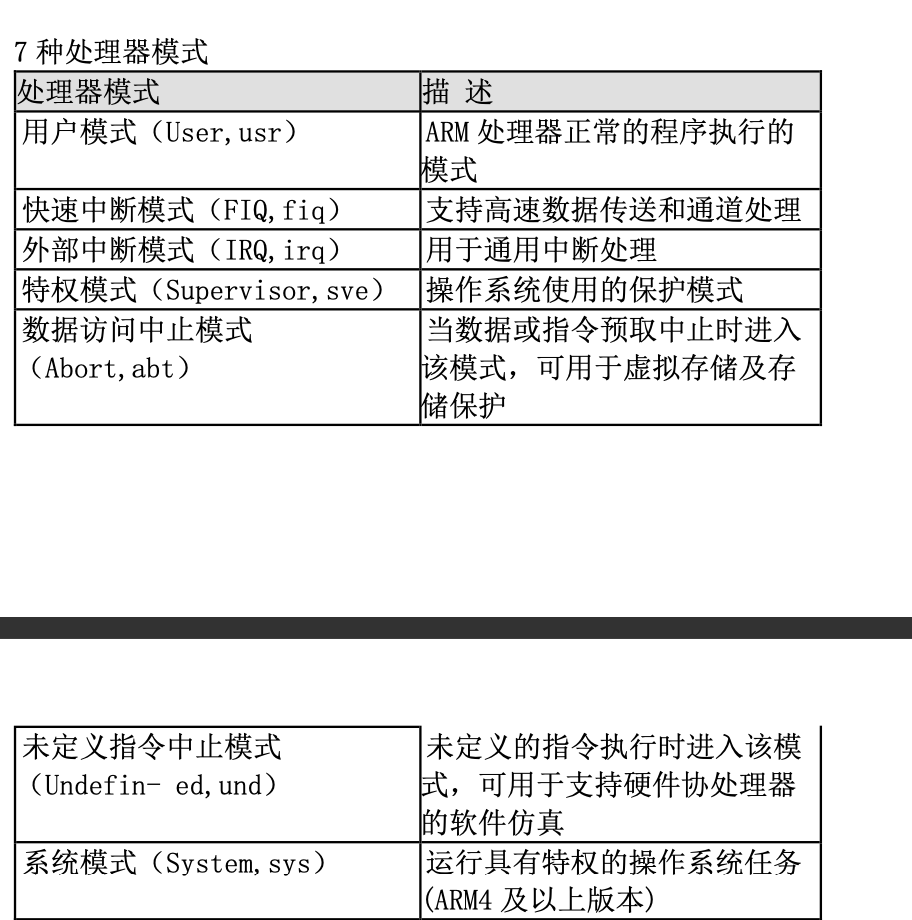 7 种处理器模式
处理器模式
描 述
用户模式（User,usr）
ARM 处理器正常的程序执行的
模式
快速中断模式（FIQ,fiq）
支持高速数据传送和通道处理
外部中断模式（IRQ,irq）
用于通用中断处理
特权模式（Supervisor,sve）
操作系统使用的保护模式
数据访问中止模式
（Abort,abt）
当数据或指令预取中止时进入
该模式，可用于虚拟存储及存
储保护
未定义指令中止模式
（Undefin- ed,und）
未定义的指令执行时进入该模
式，可用于支持硬件协处理器
的软件仿真
系统模式（System,sys）
运行具有特权的操作系统任务
(ARM4 及以上版本)